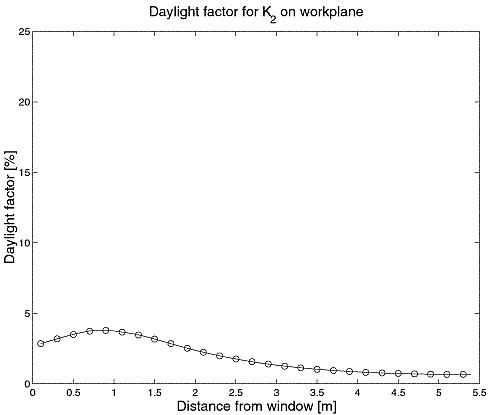 Daylight factor for K2 on workplane
25
20
15
10
5
0
Daylight factor [%]
0 0.5 1 1.5 2 2.5 3 3.5 4 4.5 5 5.5
Distance from window [m]